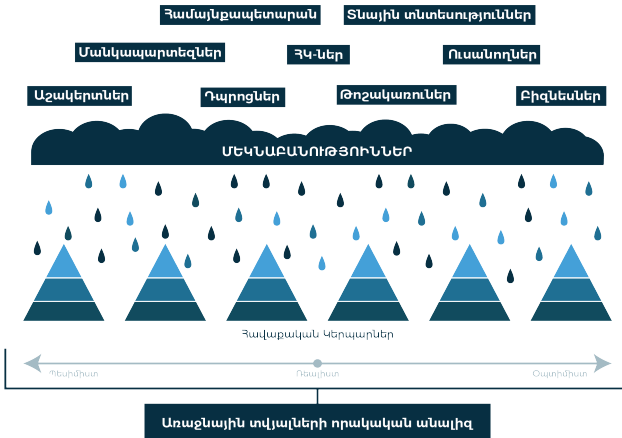 Համայնքապետարան
Տնային տնտեսություններ
Մանկապարտեզներ
ՀԿ-ներ
Ուսանողներ
Աշակերտներ
Դպրոցներ
Թոշակառուներ
Բիզնեսներ
ՄԵԿՆԱԲԱՆՈՒԹՅՈՒՆՆԵՐ
Հավաքական Կերպարներ
Պեսիմիստ
Ռեալիստ
Օպտիմիստ
Առաջնային տվյալների որակական անալիզ